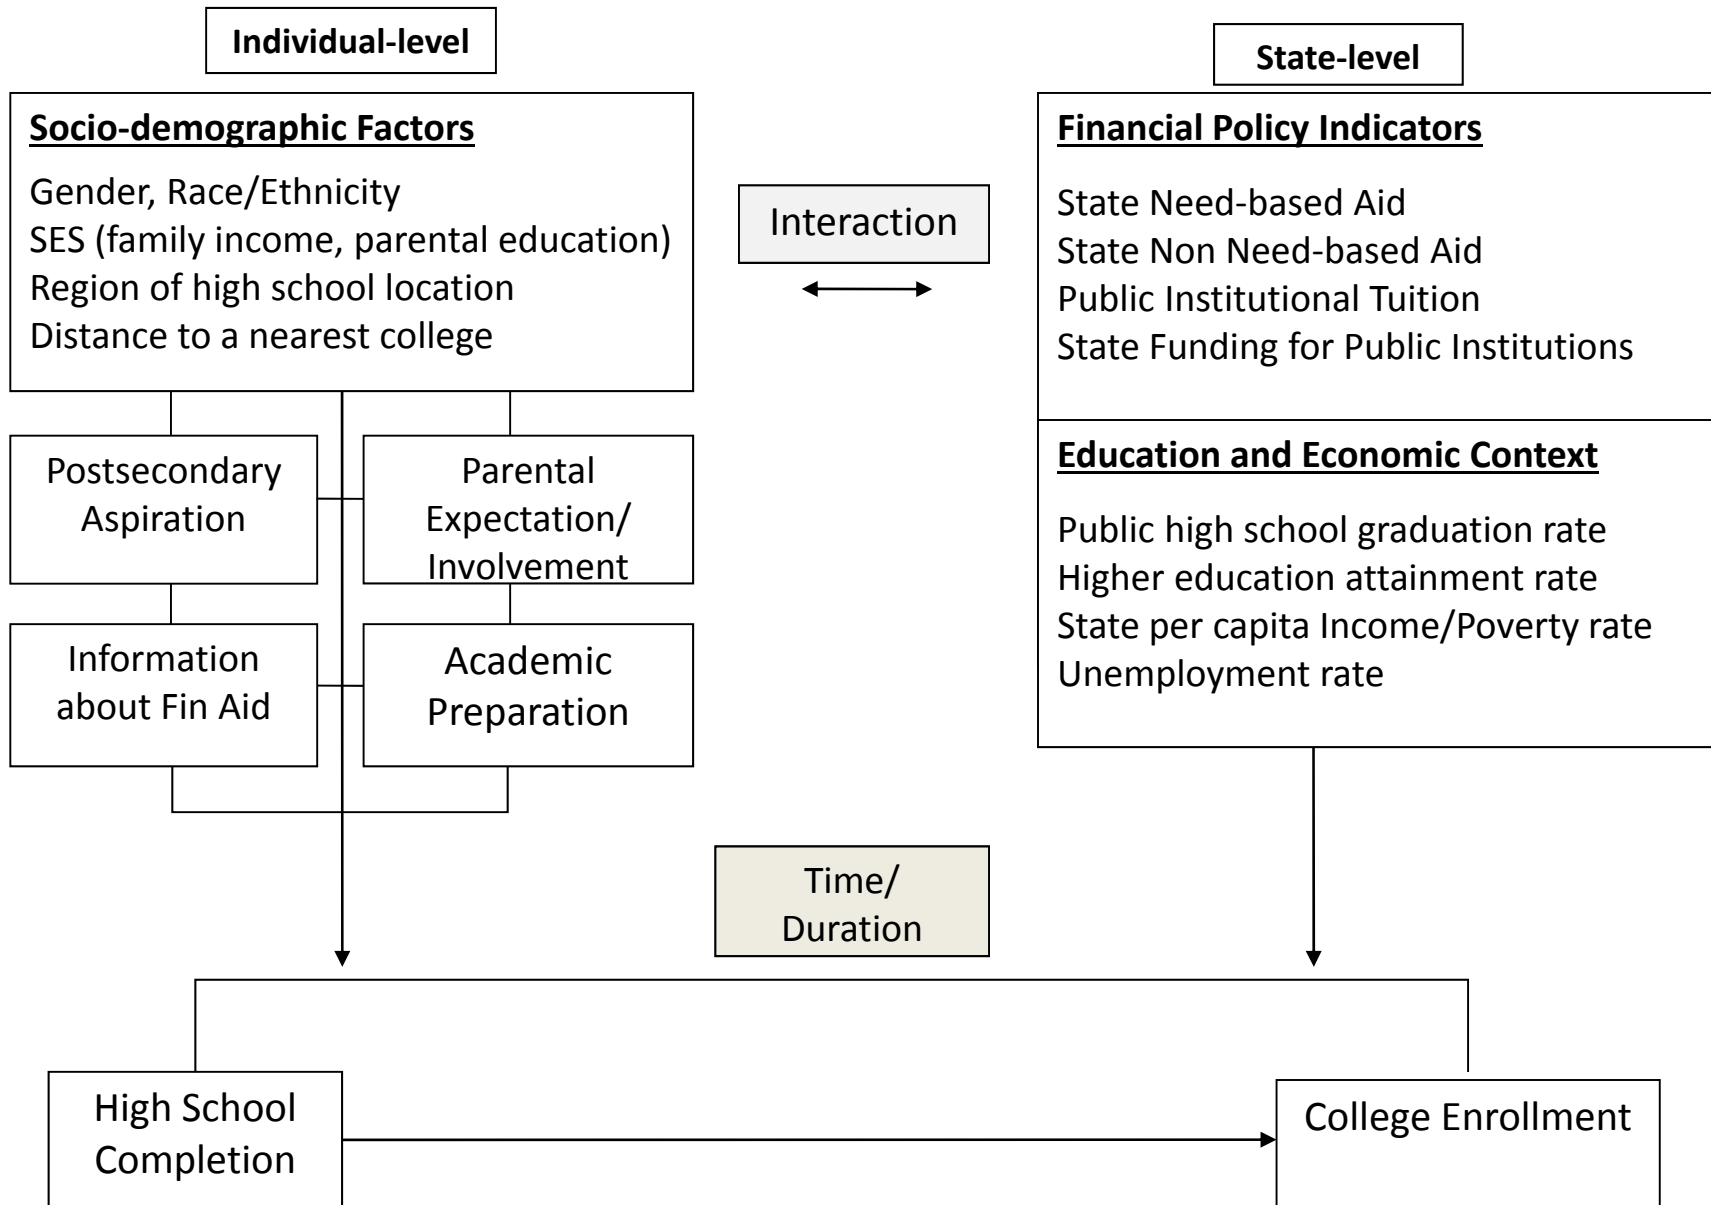 Individual-level
State-level
Socio-demographic Factors
Gender, Race/Ethnicity
SES (family income, parental education)
Region of high school location
Distance to a nearest college
Interaction
Financial Policy Indicators
State Need-based Aid
State Non Need-based Aid
Public Institutional Tuition
State Funding for Public Institutions
Postsecondary
Aspiration
Parental
Expectation/
Involvement
Information
about Fin Aid
Academic
Preparation
Education and Economic Context
Public high school graduation rate
Higher education attainment rate
State per capita Income/Poverty rate
Unemployment rate
Time/
Duration
High School
Completion
College Enrollment